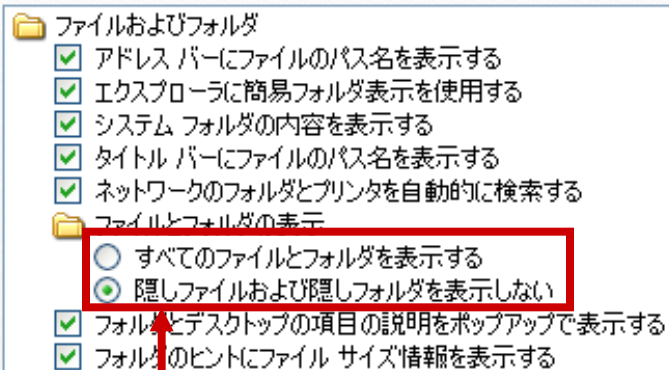 ファイルおよびフォルダ
アドレス バーにファイルのパス名を表示する
エクスプローラに簡易フォルダ表示を使用する
システム フォルダの内容を表示する
タイトル バーにファイルのパス名を表示する
ネットワークのフォルダとプリンタを自動的に検索する
ファイルとフォルダの表示
すべてのファイルとフォルダを表示する
隠しファイルおよび隠しフォルダを表示しない
フォルダとデスクトップの項目の説明をポップアップで表示する
フォルダのヒントにファイル サイズ情報を表示する